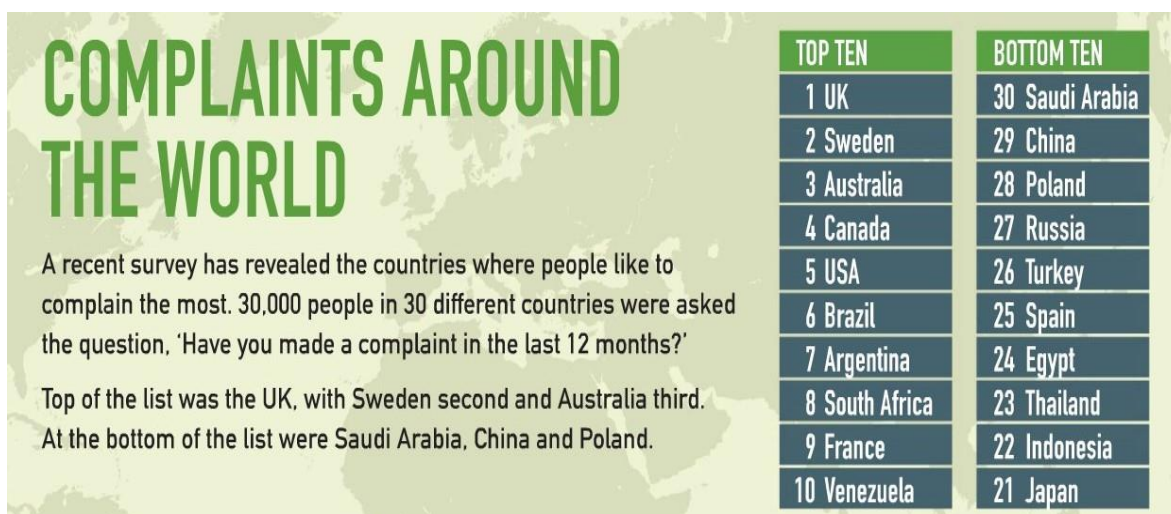 COMPLAINTS AROUND
THE WORLD
A recent survey has revealed the countries where people like to
complain the most. 30,000 people in 30 different countries were asked
the question, ‘Have you made a complaint in the last 12 months?’
Top of the list was the UK, with Sweden second and Australia third.
At the bottom of the list were Saudi Arabia, China and Poland.
TOP TEN
1 UK
2 Sweden
3 Australia
4 Canada
5 USA
6 Brazil
7 Argentina
8 South Africa
9 France
10 Venezuela
BOTTOM TEN
30 Saudi Arabia
29 China
28 Poland
27 Russia
26 Turkey
25 Spain
24 Egypt
23 Thailand
22 Indonesia
21 Japan